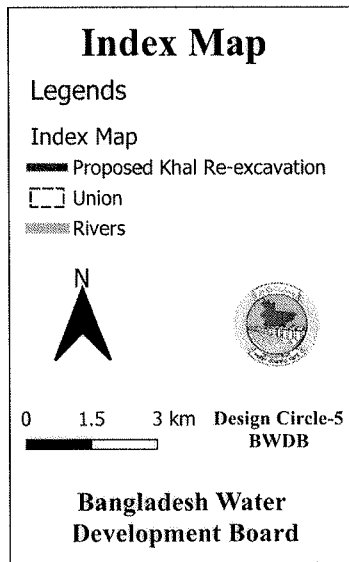 Index Map
Legends
Index Map
Proposed Khal Re-excavation
Union
Rivers
N
0 1.5 3 km
Design Circle-5
BWDB
Bangladesh Water
Development Board